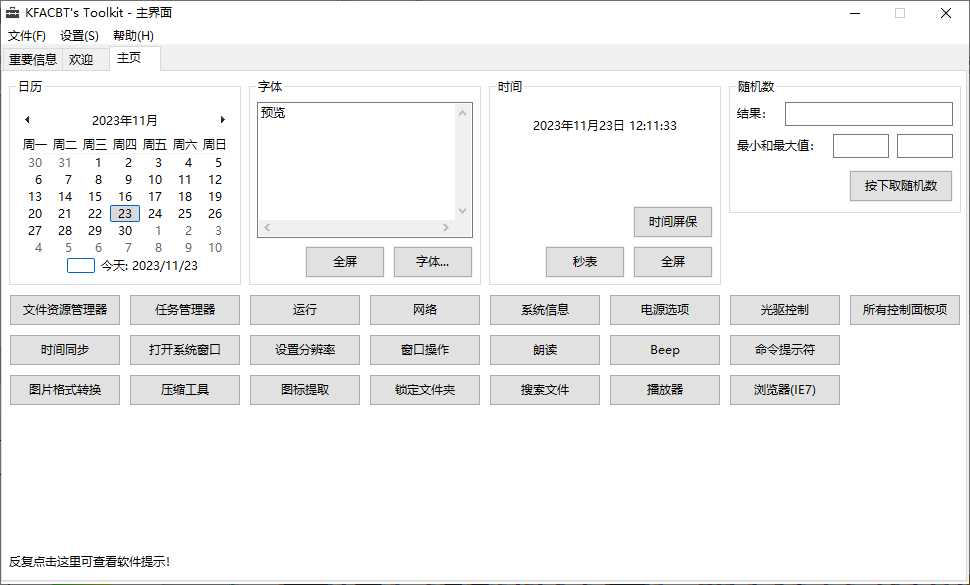 KFACBT's Toolkit - 主界面
文件(F) 设置(S) 帮助(H)
重要信息 欢迎 主页
日历
2023年11月
周一 周二 周三 周四 周五 周六 周日
30 31 1 2 3 4 5
6 7 8 9 10 11 12
13 14 15 16 17 18 19
20 21 22 23 24 25 26
27 28 29 30 1 2 3
4 5 6 7 8 9 10
今天: 2023/11/23
字体
预览
全屏 字体...
时间
2023年11月23日 12:11:33
时间屏保
秒表 全屏
随机数
结果:
最小和最大值:
按下取随机数
文件资源管理器 任务管理器 运行 网络 系统信息 电源选项 光驱控制 所有控制面板项
时间同步 打开系统窗口 设置分辨率 窗口操作 朗读 Beep 命令提示符
图片格式转换 压缩工具 图标提取 锁定文件夹 搜索文件 播放器 浏览器(IE7)
反复点击这里可查看软件提示!